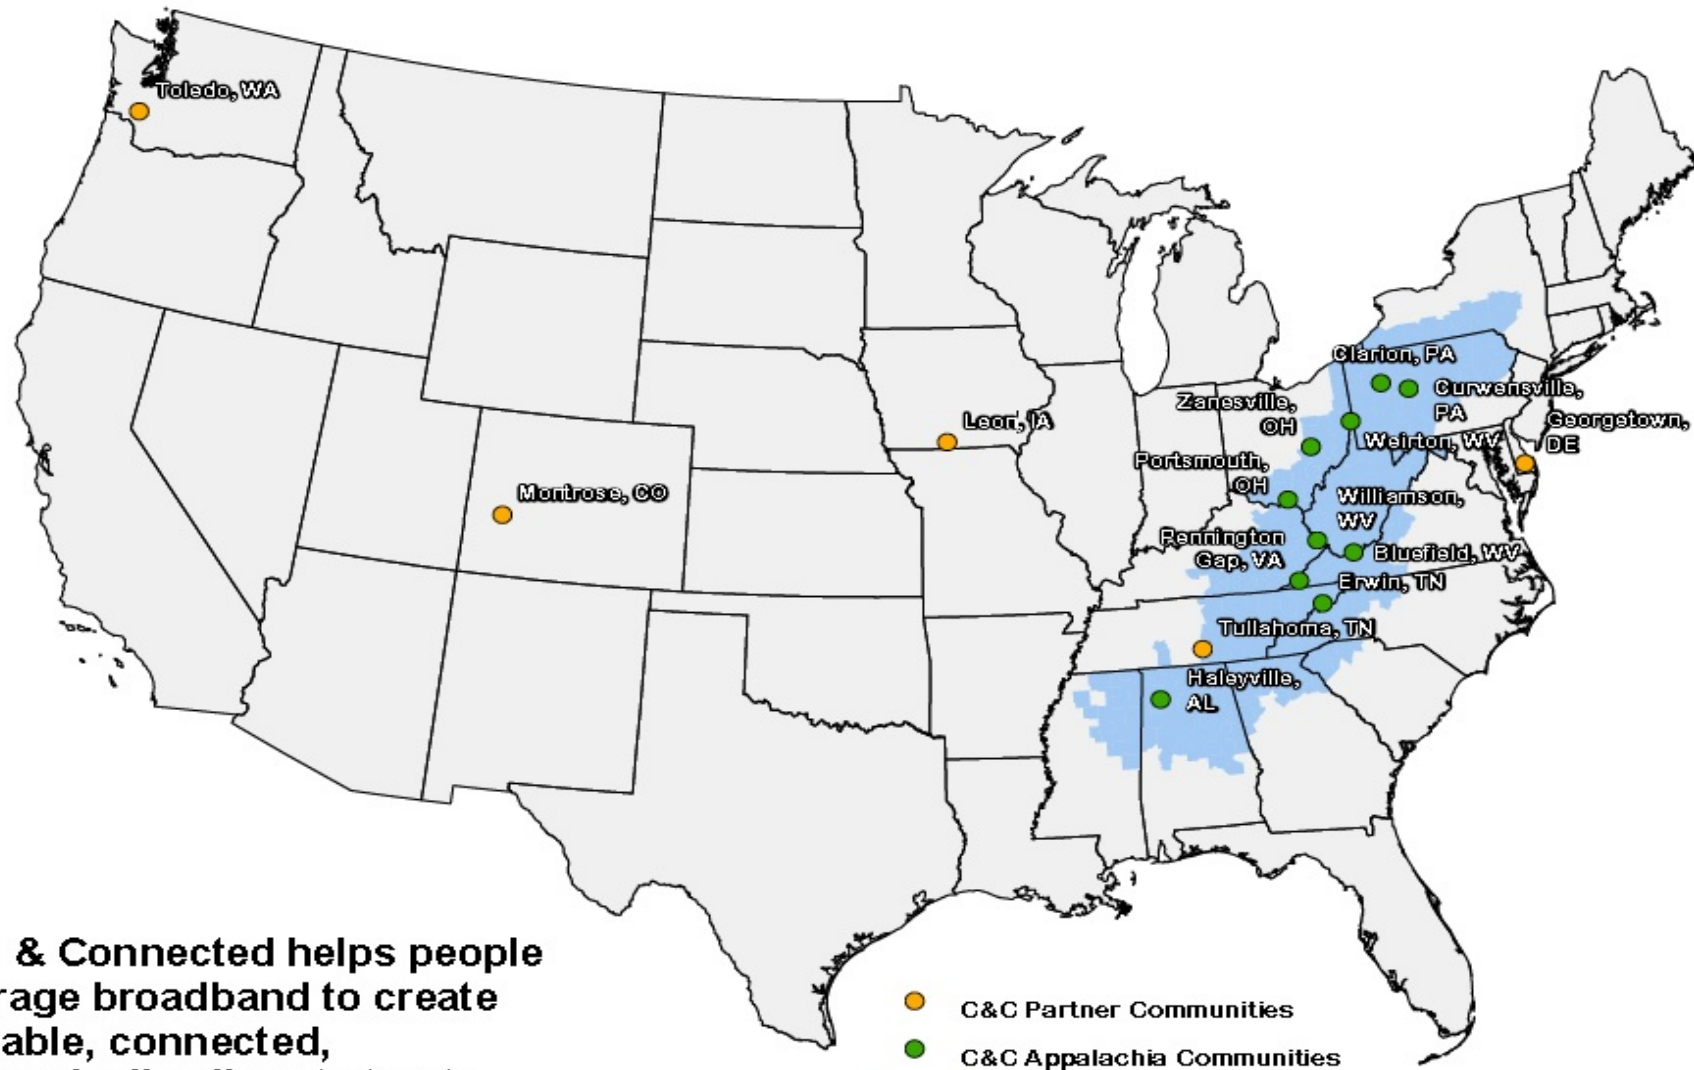 Toledo, WA
Clarion, PA
Curwensville,
PA
Zanesville,
OH
Georgetown,
DE
Leon, IA
Weirton, WV
Portsmouth,
OH
Montrose, CO
Williamson,
WV
Pennington
Gap, VA
Bluefield, WV
Erwin, TN
Tullahoma, TN
Haleyville,
AL
& Connected helps people
rage broadband to create
able, connected,
C&C Partner Communities
C&C Appalachia Communities